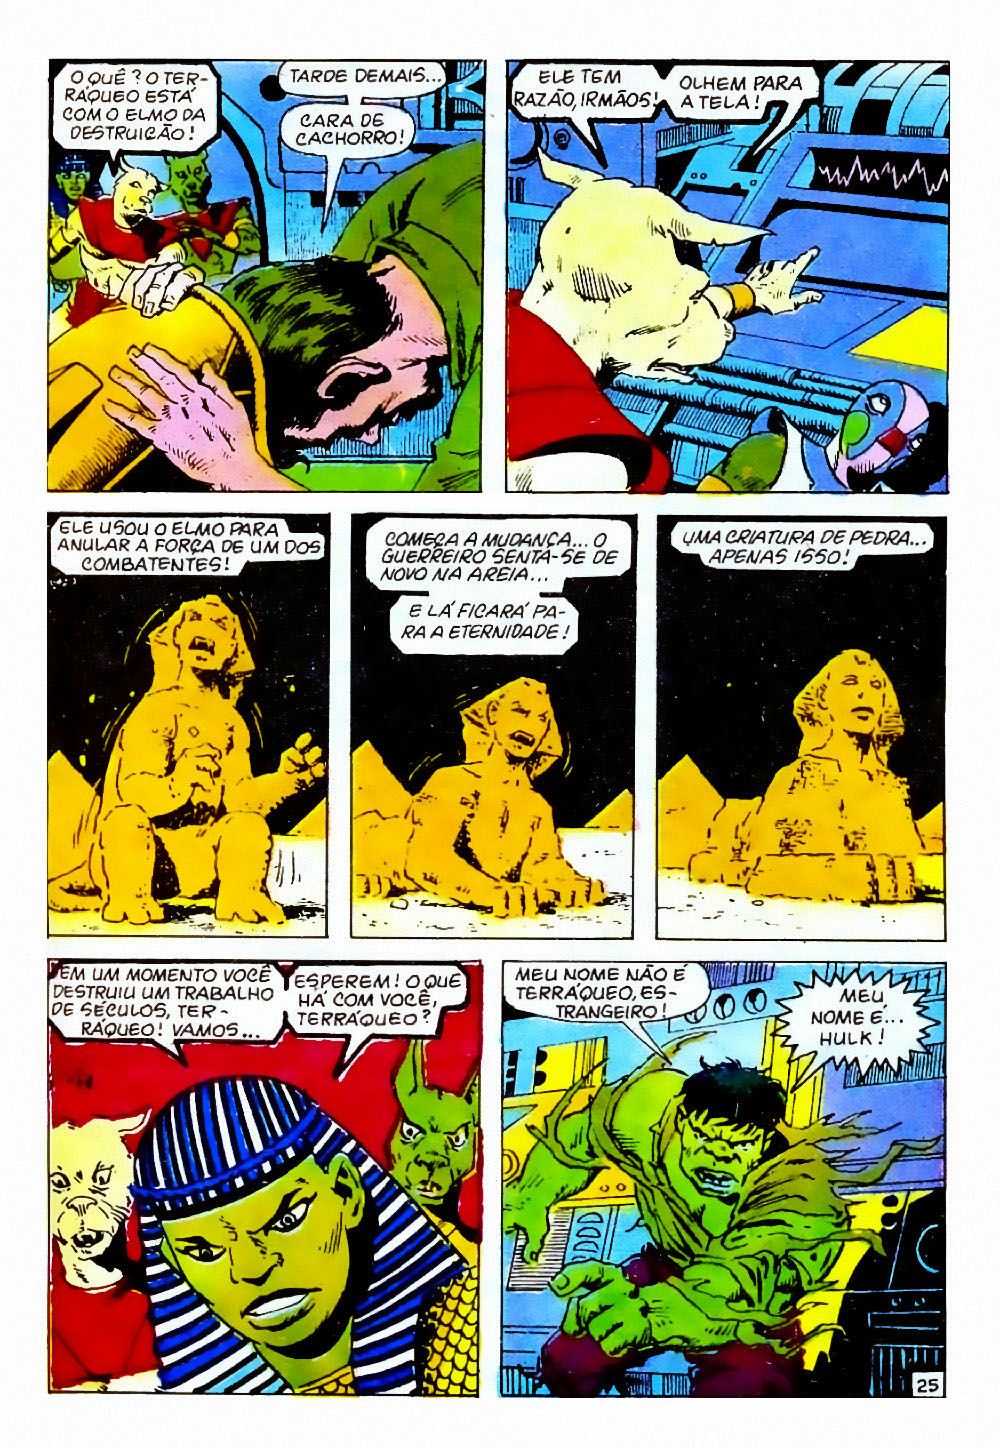 O QUÊ? O TER-
RÁQUEO ESTÁ
COM O ELMO DA
DESTRUIÇÃO!
TARDE DEMAIS...
CARA DE
CACHORRO!
ELE TEM
RAZÃO, IRMÃOS!
OLHEM PARA
A TELA!
ELE USOU O ELMO PARA
ANULAR A FORÇA DE UM DOS
COMBATENTES!
COMEÇA A MUDANÇA... O
GUERREIRO SENTA-SE DE
NOVO NA AREIA...
E LÁ FICARÁ PA-
RA A ETERNIDADE!
UMA CRIATURA DE PEDRA...
APENAS ISSO!
EM UM MOMENTO VOCÊ
DESTRUIU UM TRABALHO
DE SÉCULOS, TER-
RÁQUEO! VAMOS...
ESPEREM! O QUE
HÁ COM VOCÊ,
TERRÁQUEO?
MEU NOME NÃO É
TERRÁQUEO, ES-
TRANGEIRO!
MEU
NOME É...
HULK!
25